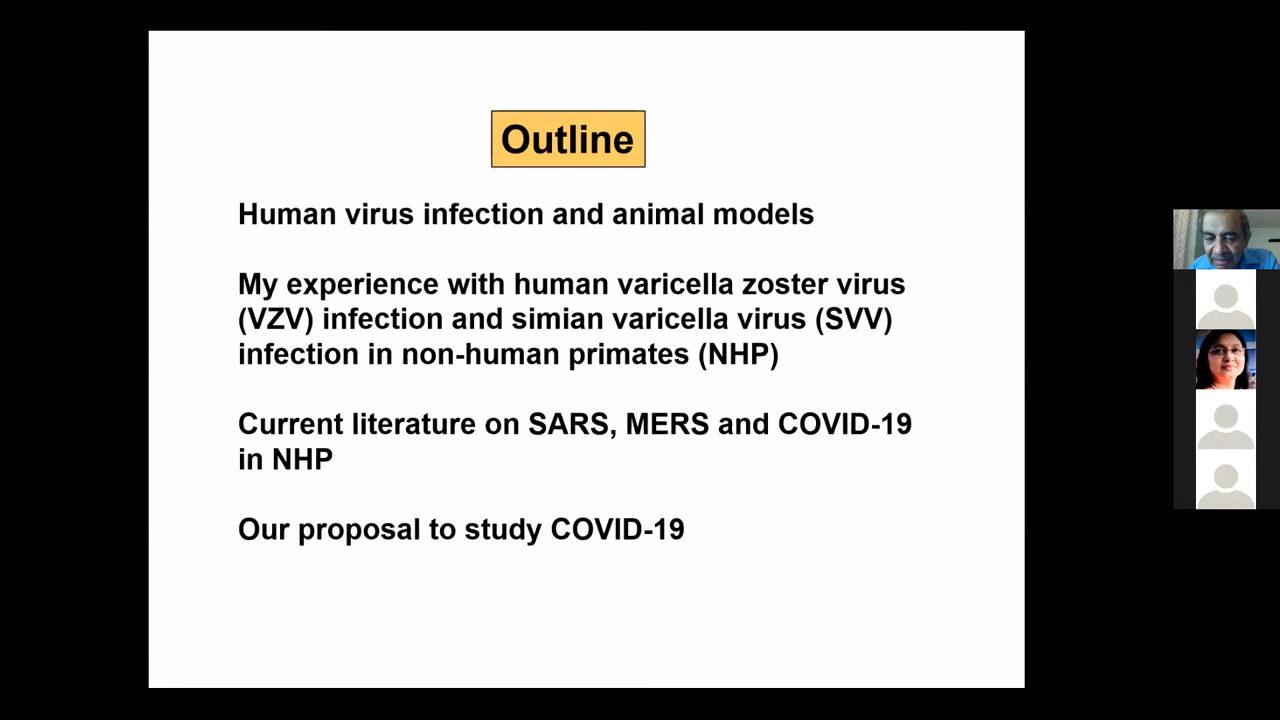 Outline
Human virus infection and animal models
My experience with human varicella zoster virus
(VZV) infection and simian varicella virus (SVV)
infection in non-human primates (NHP)
Current literature on SARS, MERS and COVID-19
in NHP
Our proposal to study COVID-19